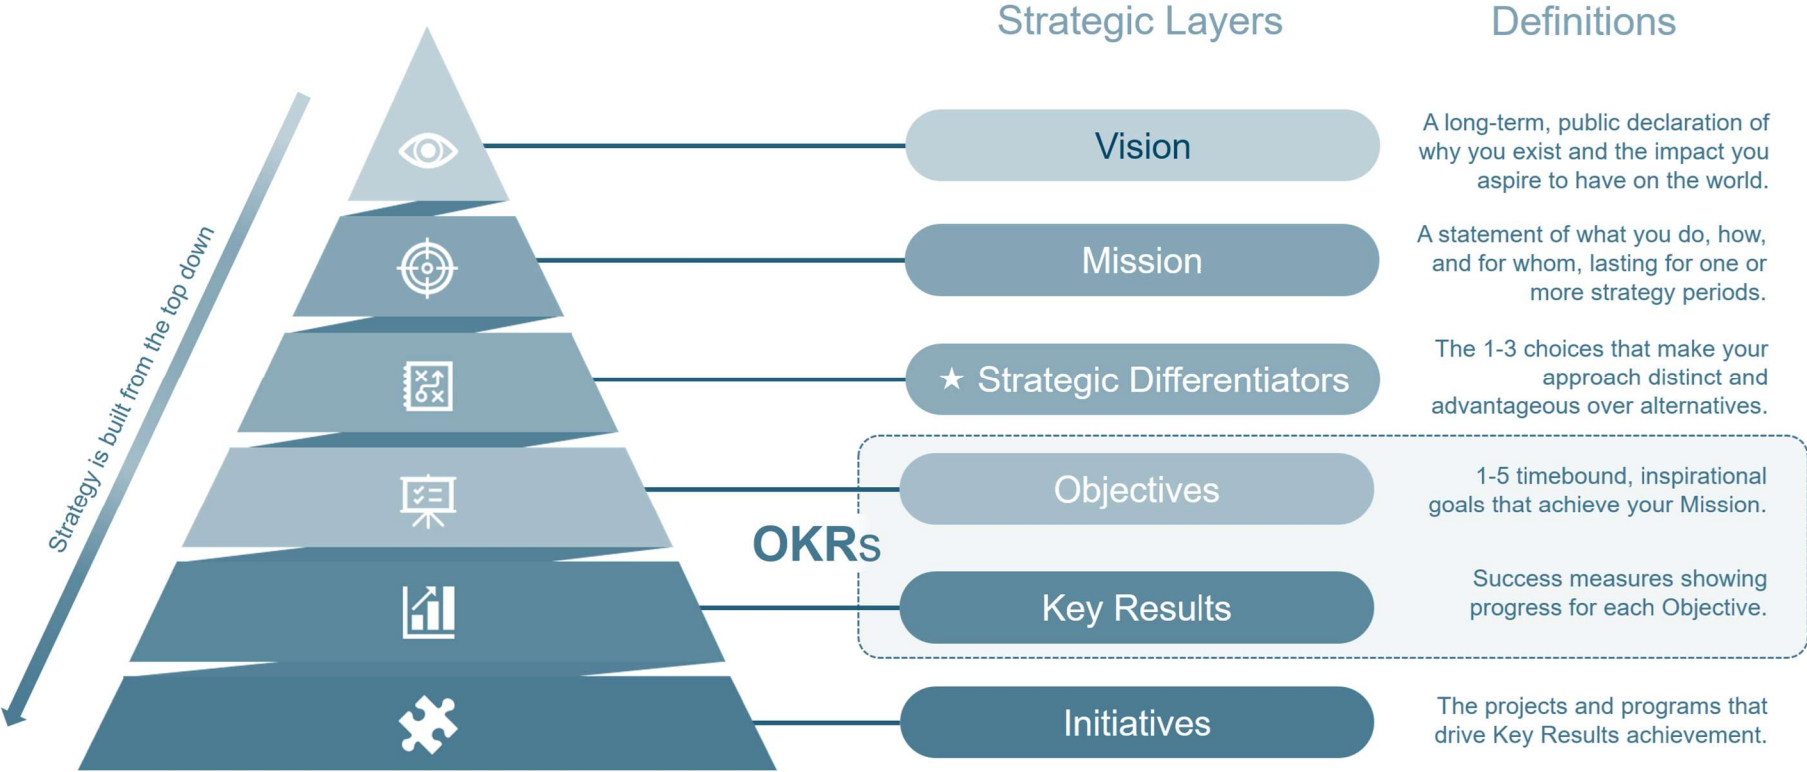 Strategic Layers
Definitions
Strategy is built from the top down
Vision
A long-term, public declaration of
why you exist and the impact you
aspire to have on the world.
Mission
A statement of what you do, how,
and for whom, lasting for one or
more strategy periods.
★ Strategic Differentiators
The 1-3 choices that make your
approach distinct and
advantageous over alternatives.
OKRs
Objectives
1-5 timebound, inspirational
goals that achieve your Mission.
Key Results
Success measures showing
progress for each Objective.
Initiatives
The projects and programs that
drive Key Results achievement.